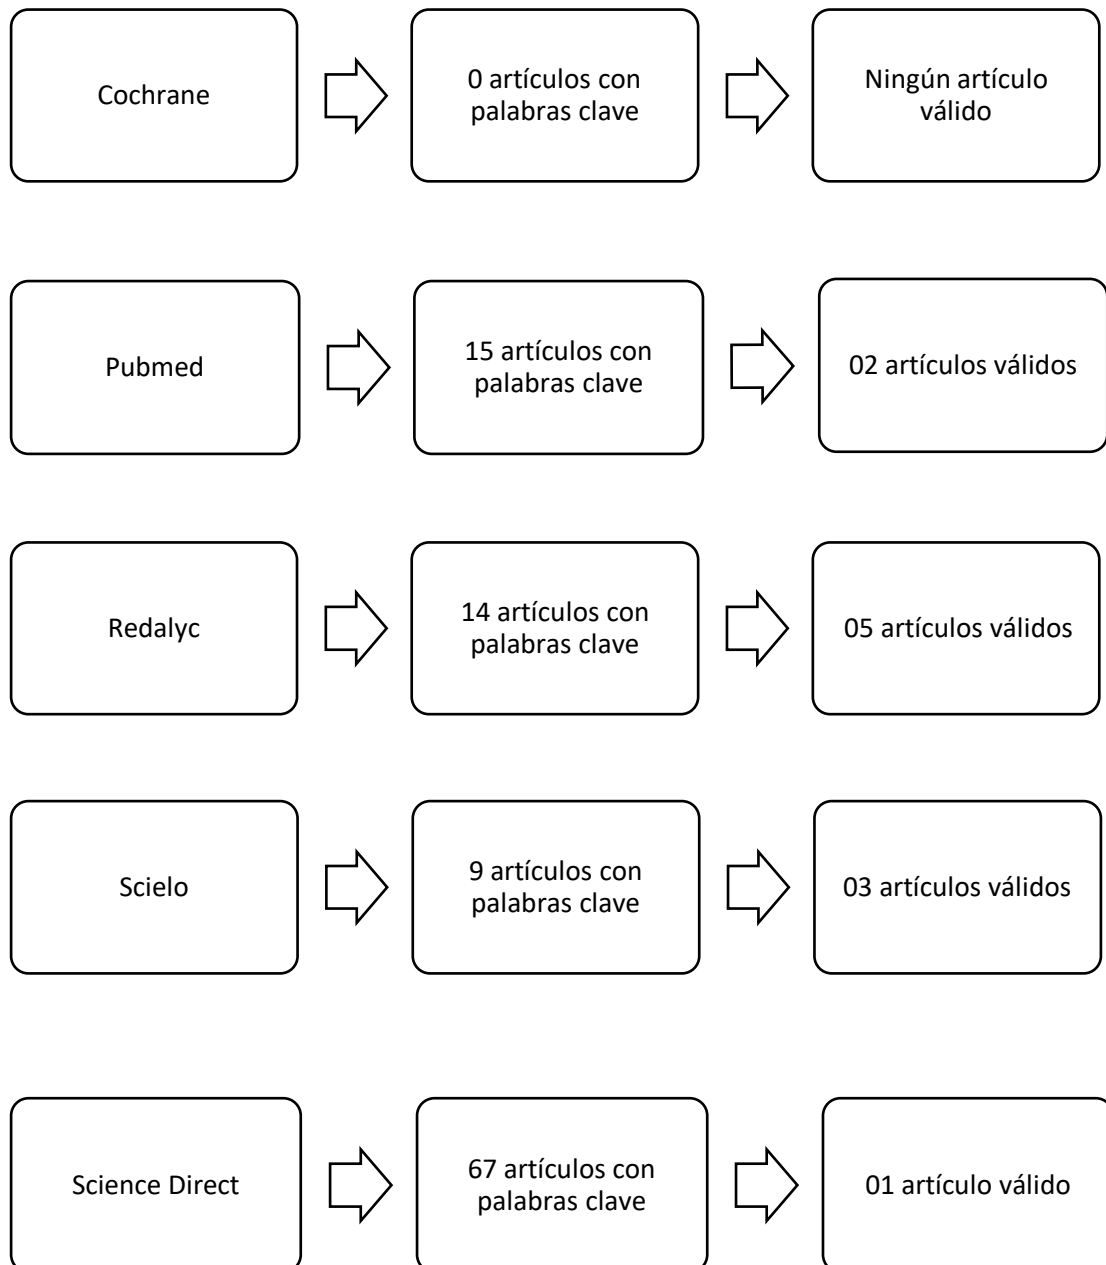 Cochrane
0 artículos con
palabras clave
Ningún artículo
válido
Pubmed
15 artículos con
palabras clave
02 artículos válidos
Redalyc
14 artículos con
palabras clave
05 artículos válidos
Scielo
9 artículos con
palabras clave
03 artículos válidos
Science Direct
67 artículos con
palabras clave
01 artículo válido